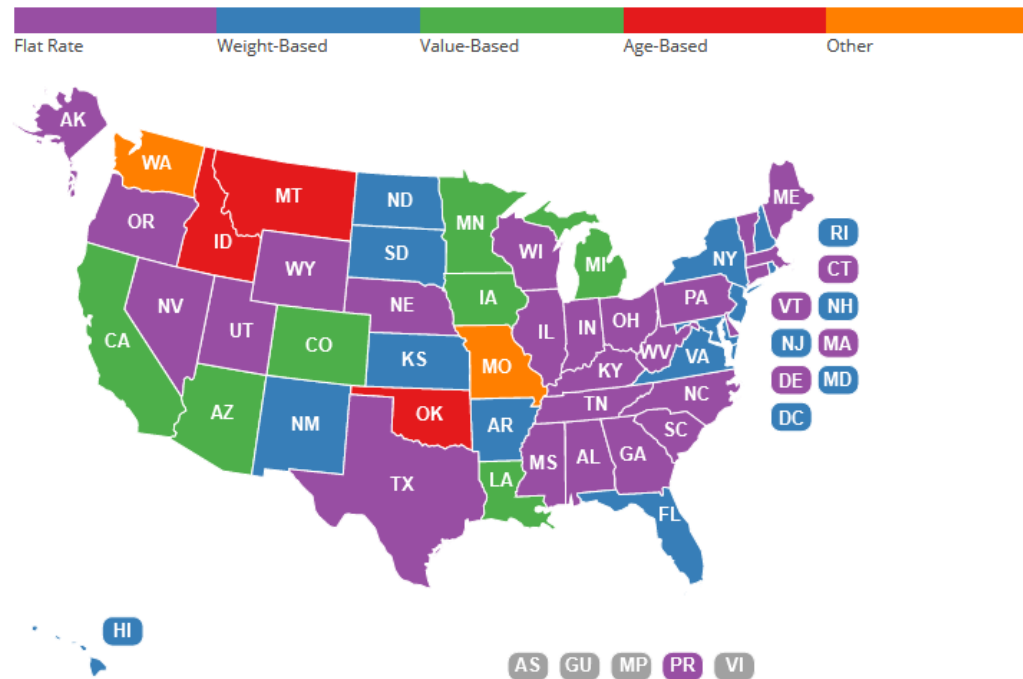 Flat Rate Weight-Based Value-Based Age-Based Other
AK
WA
MT
ND
MN
ME
OR
ID
SD
WI
MI
NY
RI
WY
CT
NV
NE
IA
PA
VT NH
UT
CO
IL
IN
OH
CA
KS
MO
WV
VA
NJ MA
KY
DE MD
AZ
NM
OK
AR
TN
NC
DC
SC
TX
LA
MS
AL
GA
FL
HI
AS GU MP PR VI